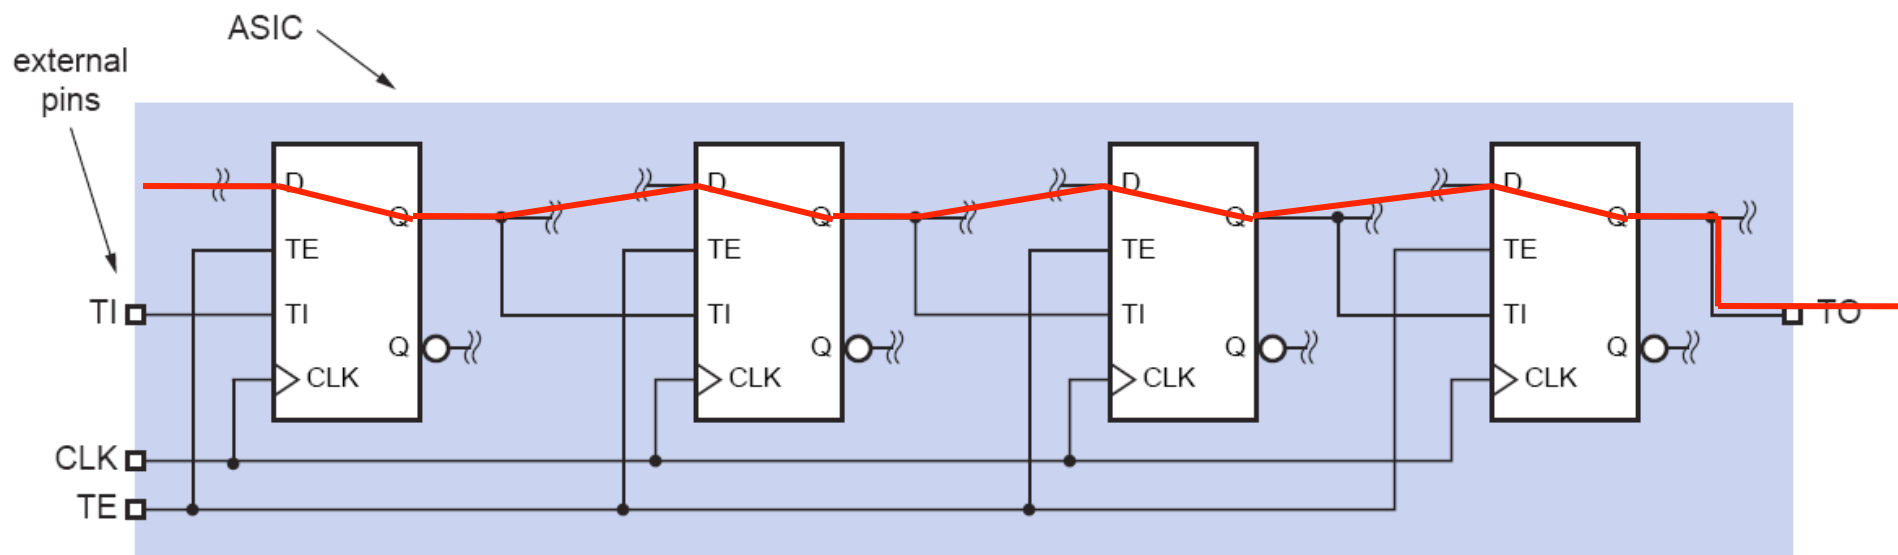 ASIC
external
pins
D
Q
TE
TI
Q
CLK
D
Q
TE
TI
Q
CLK
D
Q
TE
TI
Q
CLK
D
Q
TE
TI
Q
CLK
TI
TO
CLK
TE